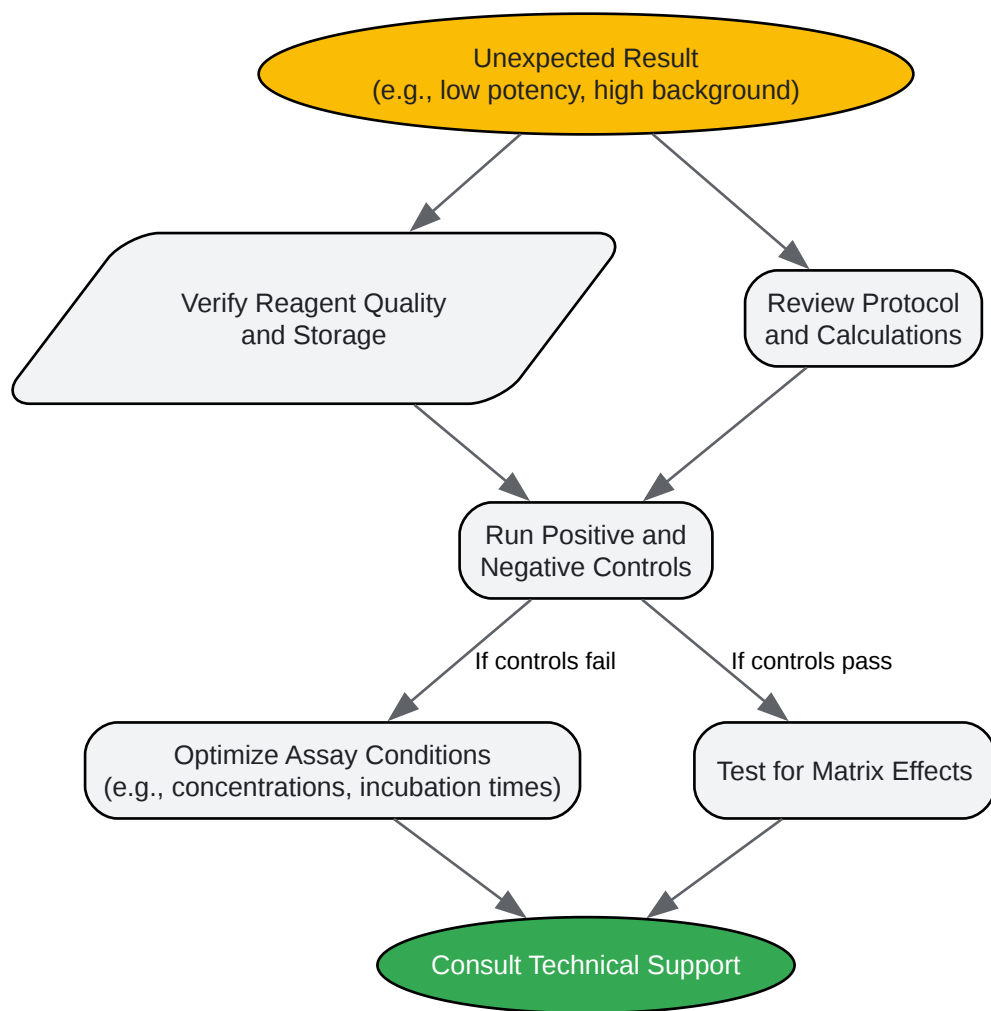 Unexpected Result
(e.g., low potency, high background)
Verify Reagent Quality
and Storage
Review Protocol
and Calculations
Run Positive and
Negative Controls
If controls fail
If controls pass
Optimize Assay Conditions
(e.g., concentrations, incubation times)
Test for Matrix Effects
Consult Technical Support